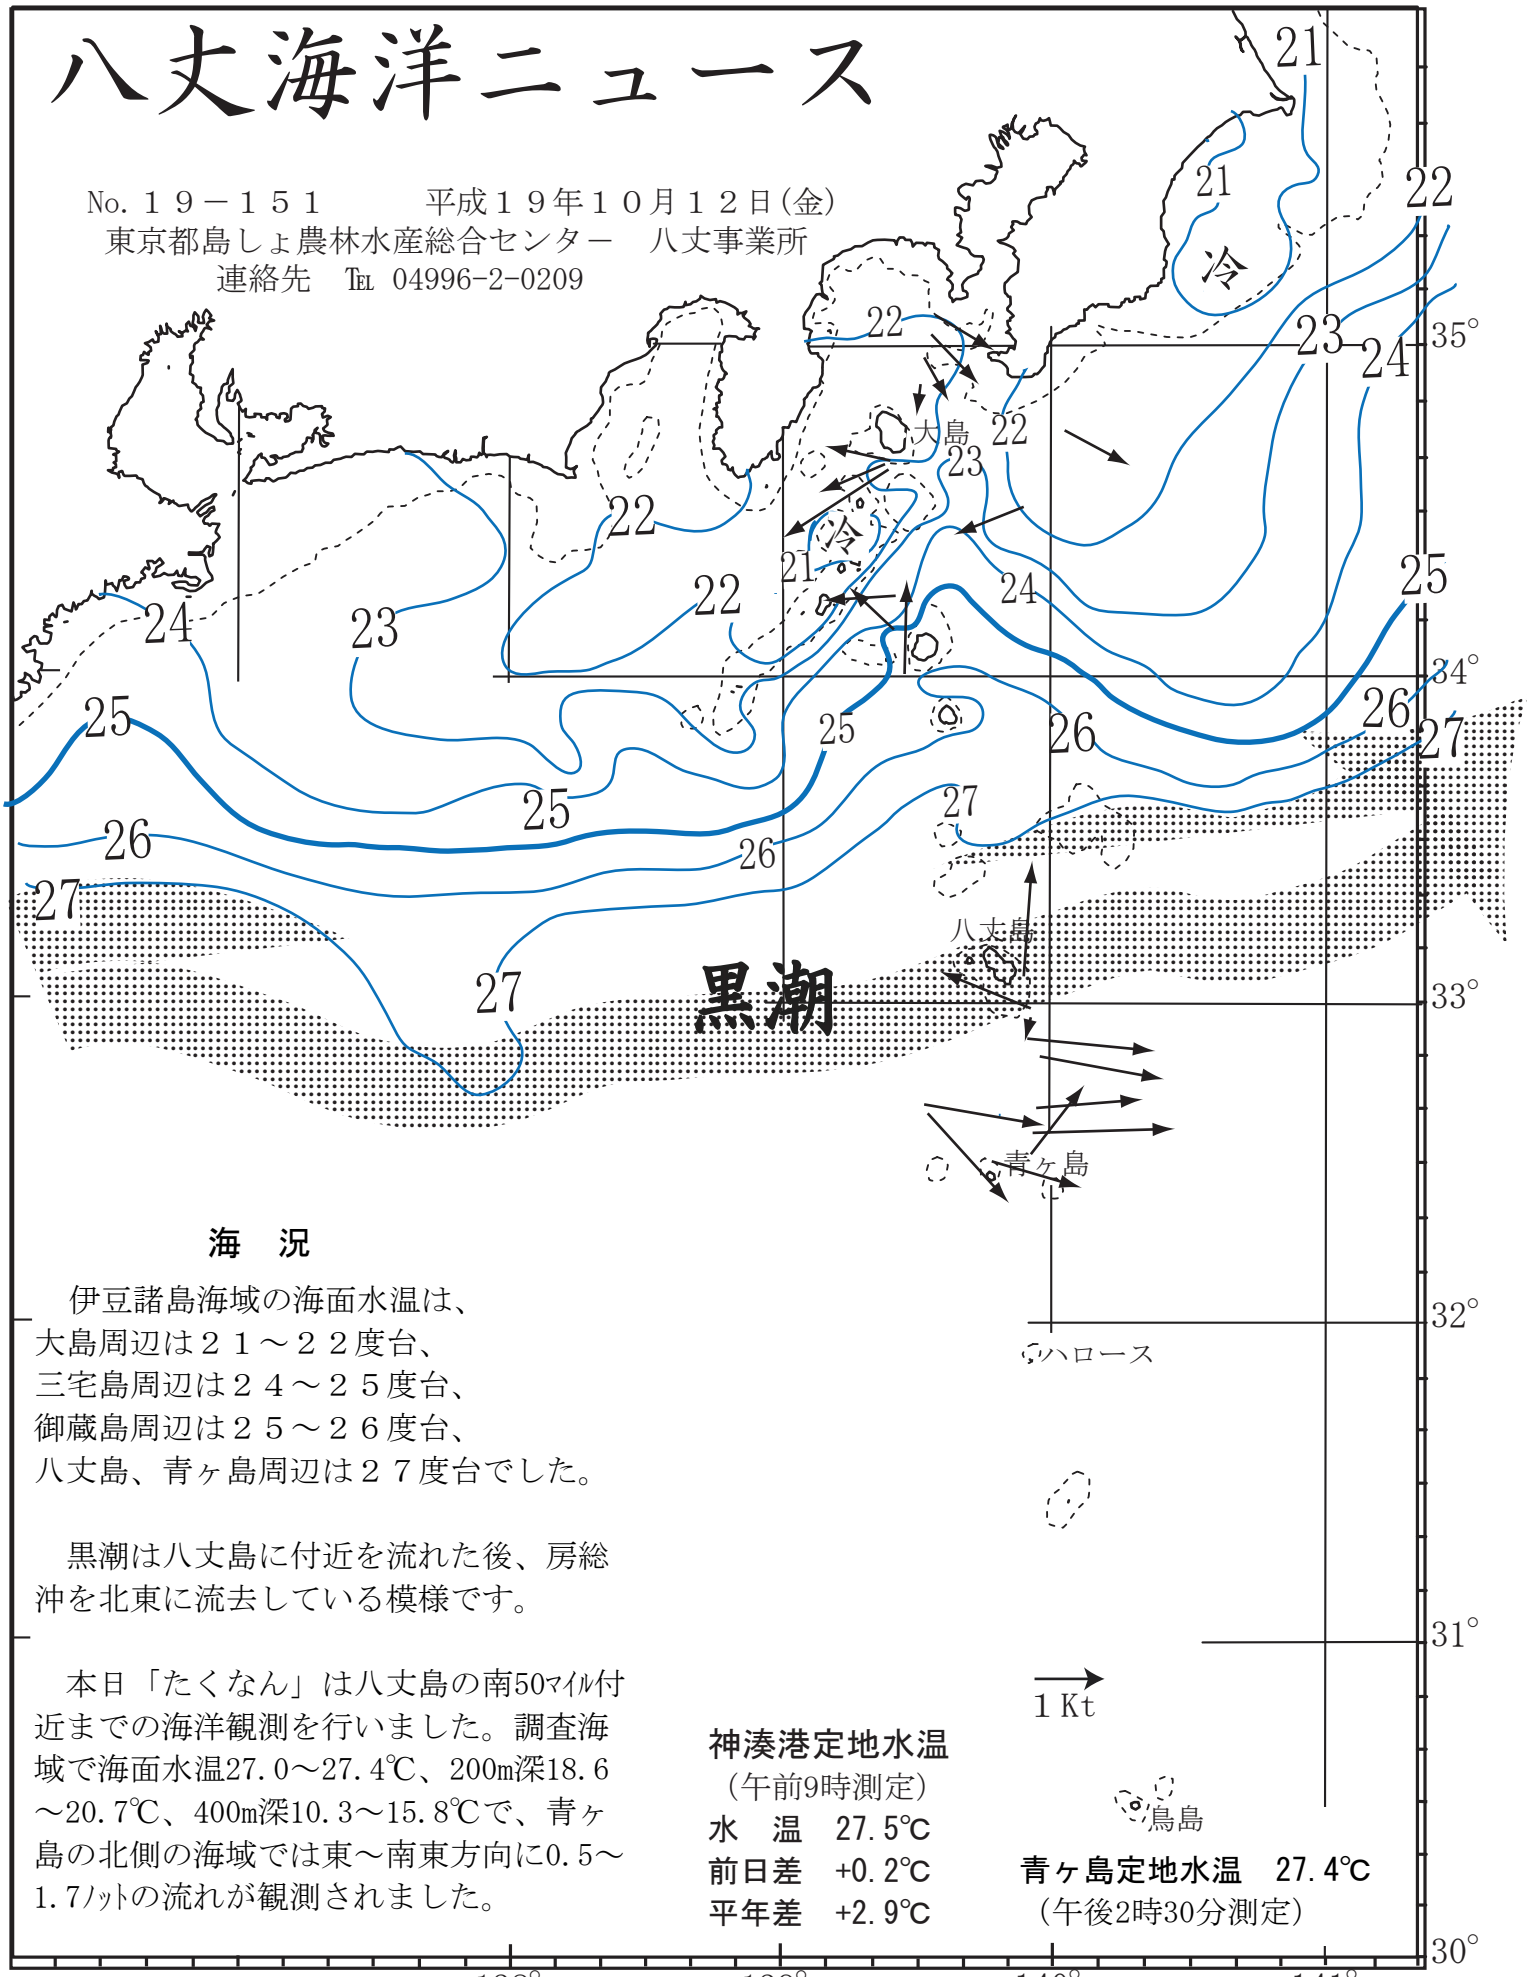 八丈海洋ニュース
No.１９－１５１　　　平成１９年１０月１２日(金)
東京都島しょ農林水産総合センター　八丈事業所
連絡先　℡ 04996-2-0209
21
21
22
冷
22
23
35°
24
大島
22
23
22
冷
21
24
25
22
24
23
34°
25
25
26
26
27
25
27
26
26
27
八丈島
27
黒潮
33°
青ヶ島
海　況
伊豆諸島海域の海面水温は、
大島周辺は２１～２２度台、
三宅島周辺は２４～２５度台、
御蔵島周辺は２５～２６度台、
八丈島、青ヶ島周辺は２７度台でした。
32°
ハロース
黒潮は八丈島に付近を流れた後、房総
沖を北東に流去している模様です。
31°
本日「たくなん」は八丈島の南50ﾏｲﾙ付
近までの海洋観測を行いました。調査海
域で海面水温27.0～27.4℃、200m深18.6
～20.7℃、400m深10.3～15.8℃で、青ヶ
島の北側の海域では東～南東方向に0.5～
1.7ﾉｯﾄの流れが観測されました。
１Kt
神湊港定地水温
（午前9時測定）
水　温　27.5℃
前日差　+0.2℃
平年差　+2.9℃
鳥島
青ヶ島定地水温　27.4℃
（午後2時30分測定）
30°